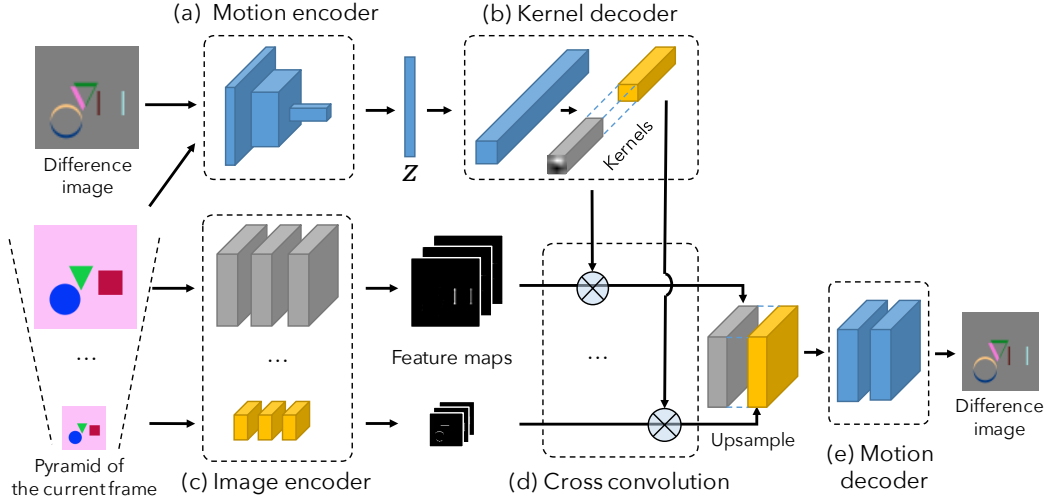 (a) Motion encoder
(b) Kernel decoder
Difference
image
z
Kernels
...
...
Feature maps
...
Upsample
Difference
image
Pyramid of
the current frame
(c) Image encoder
(d) Cross convolution
(e) Motion
decoder